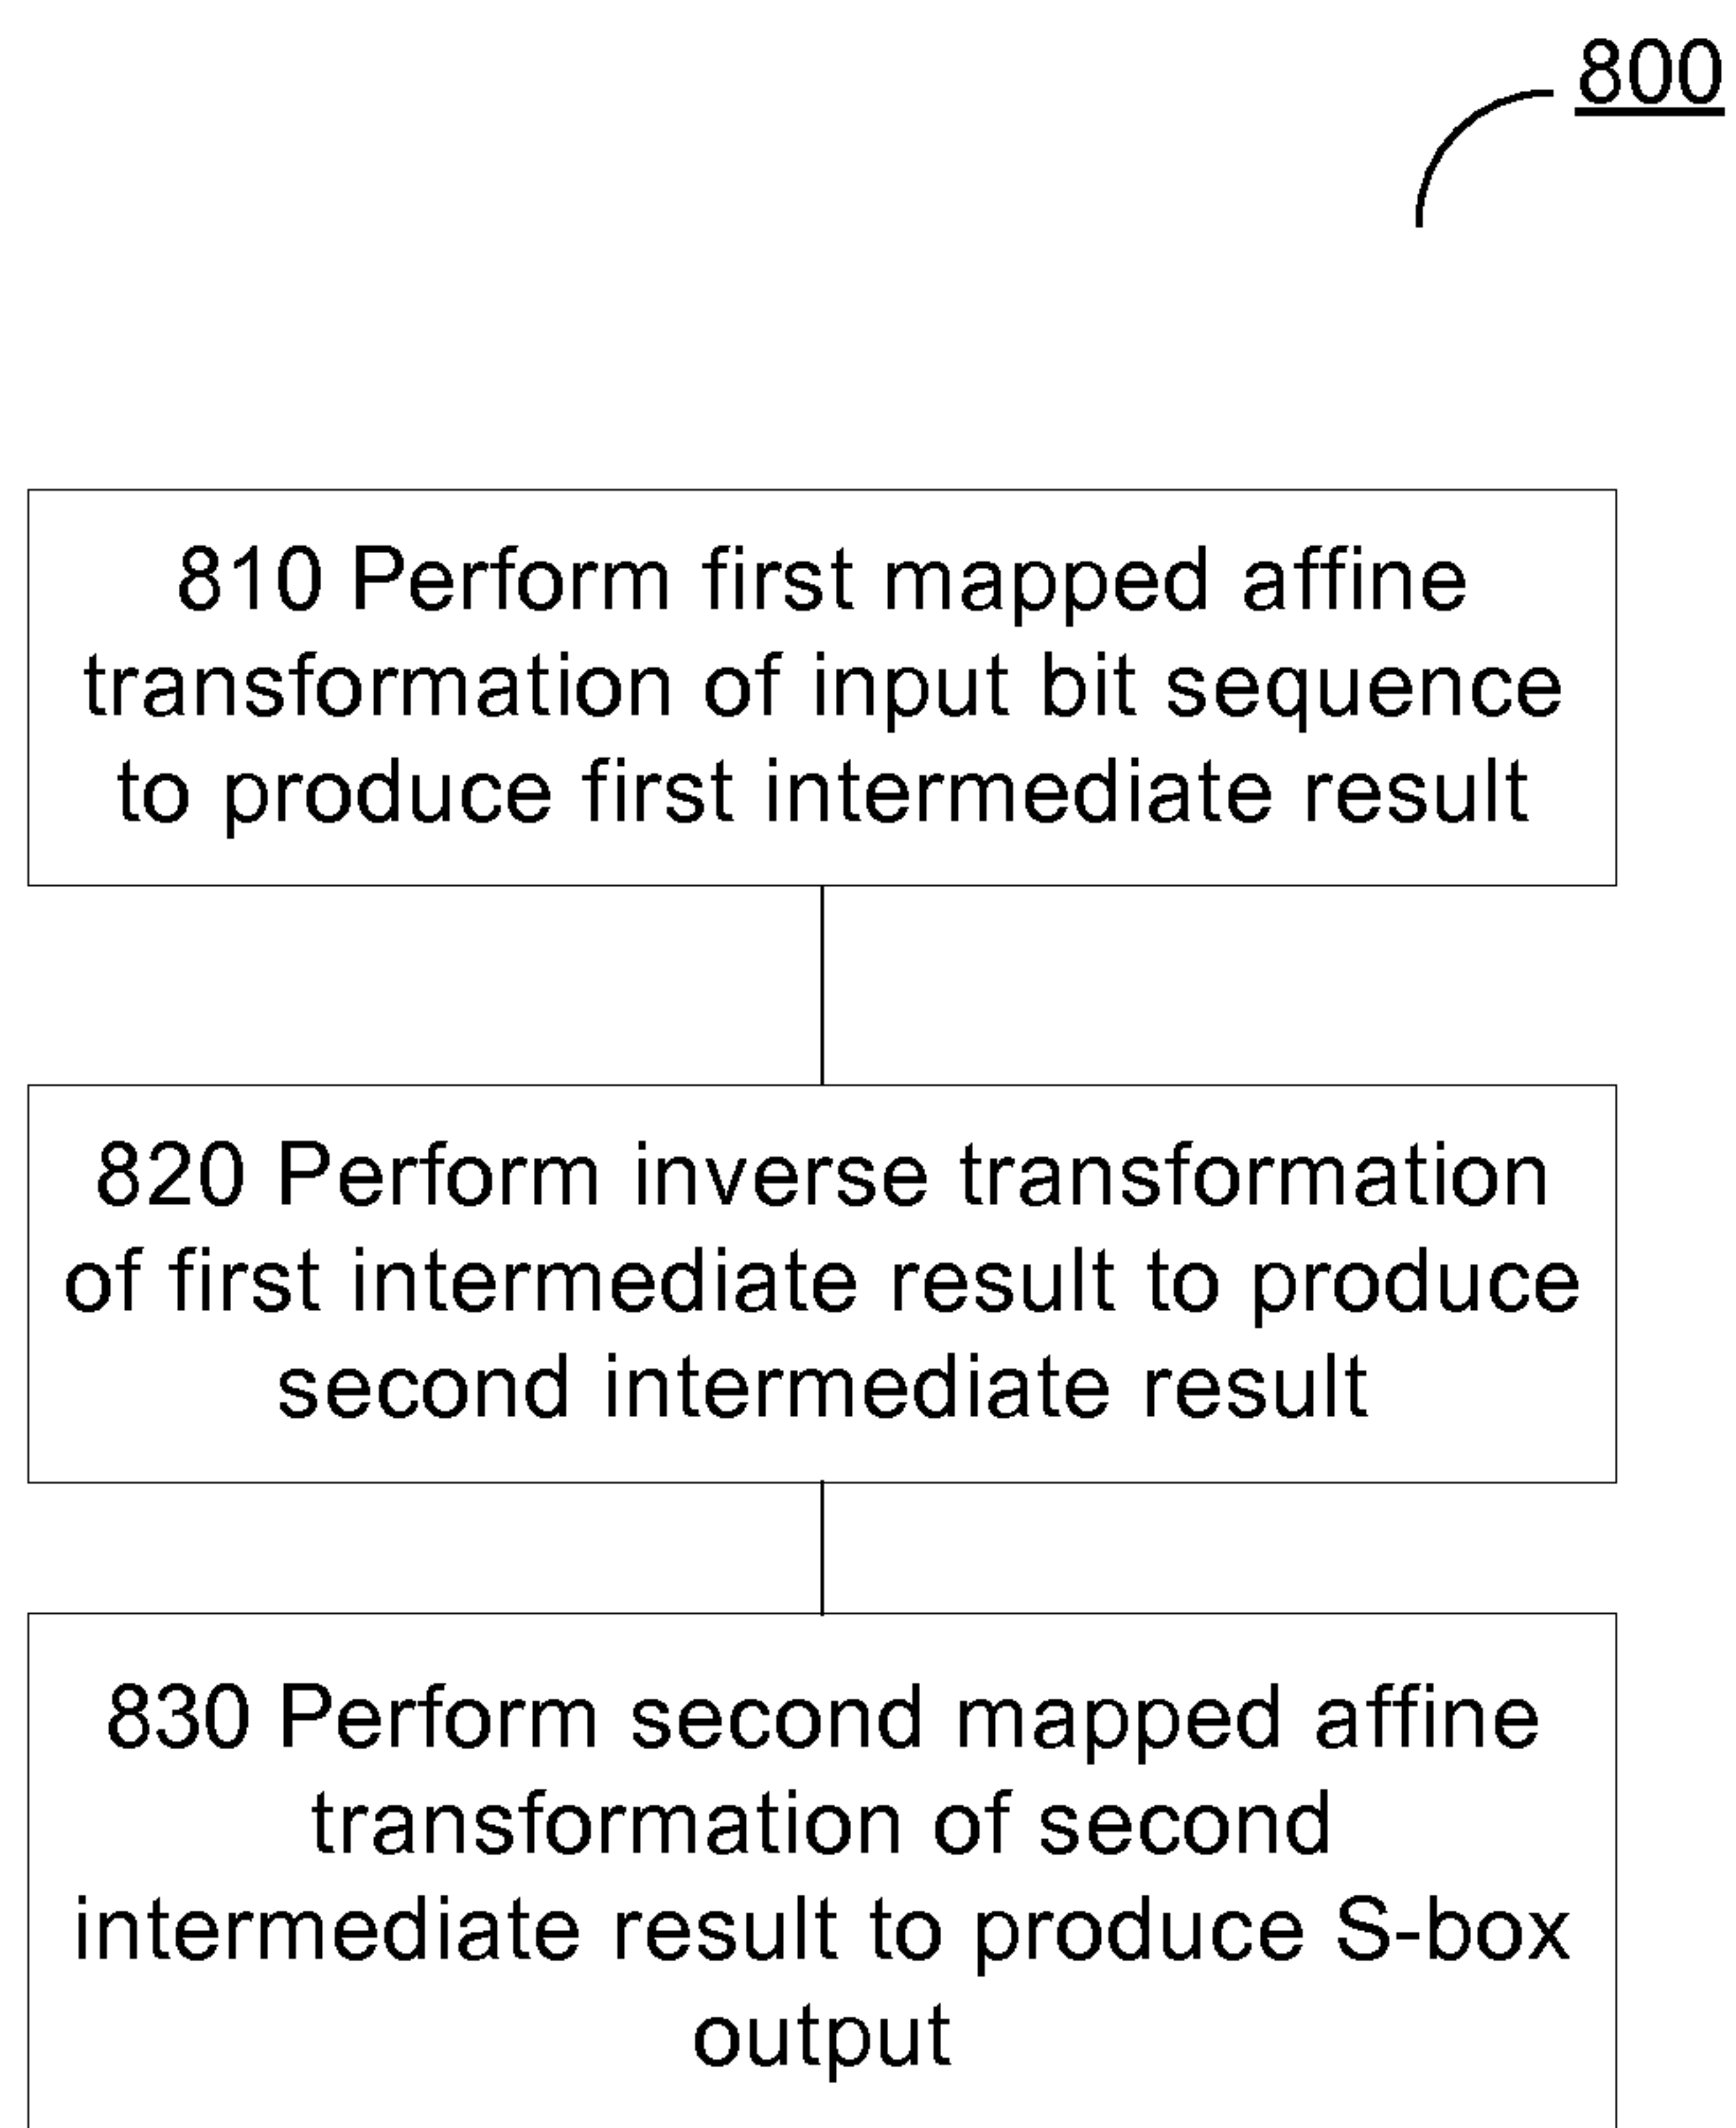 800
810 Perform first mapped affine
transformation of input bit sequence
to produce first intermediate result
820 Perform inverse transformation
of first intermediate result to produce
second intermediate result
830 Perform second mapped affine
transformation of second
intermediate result to produce S-box
output